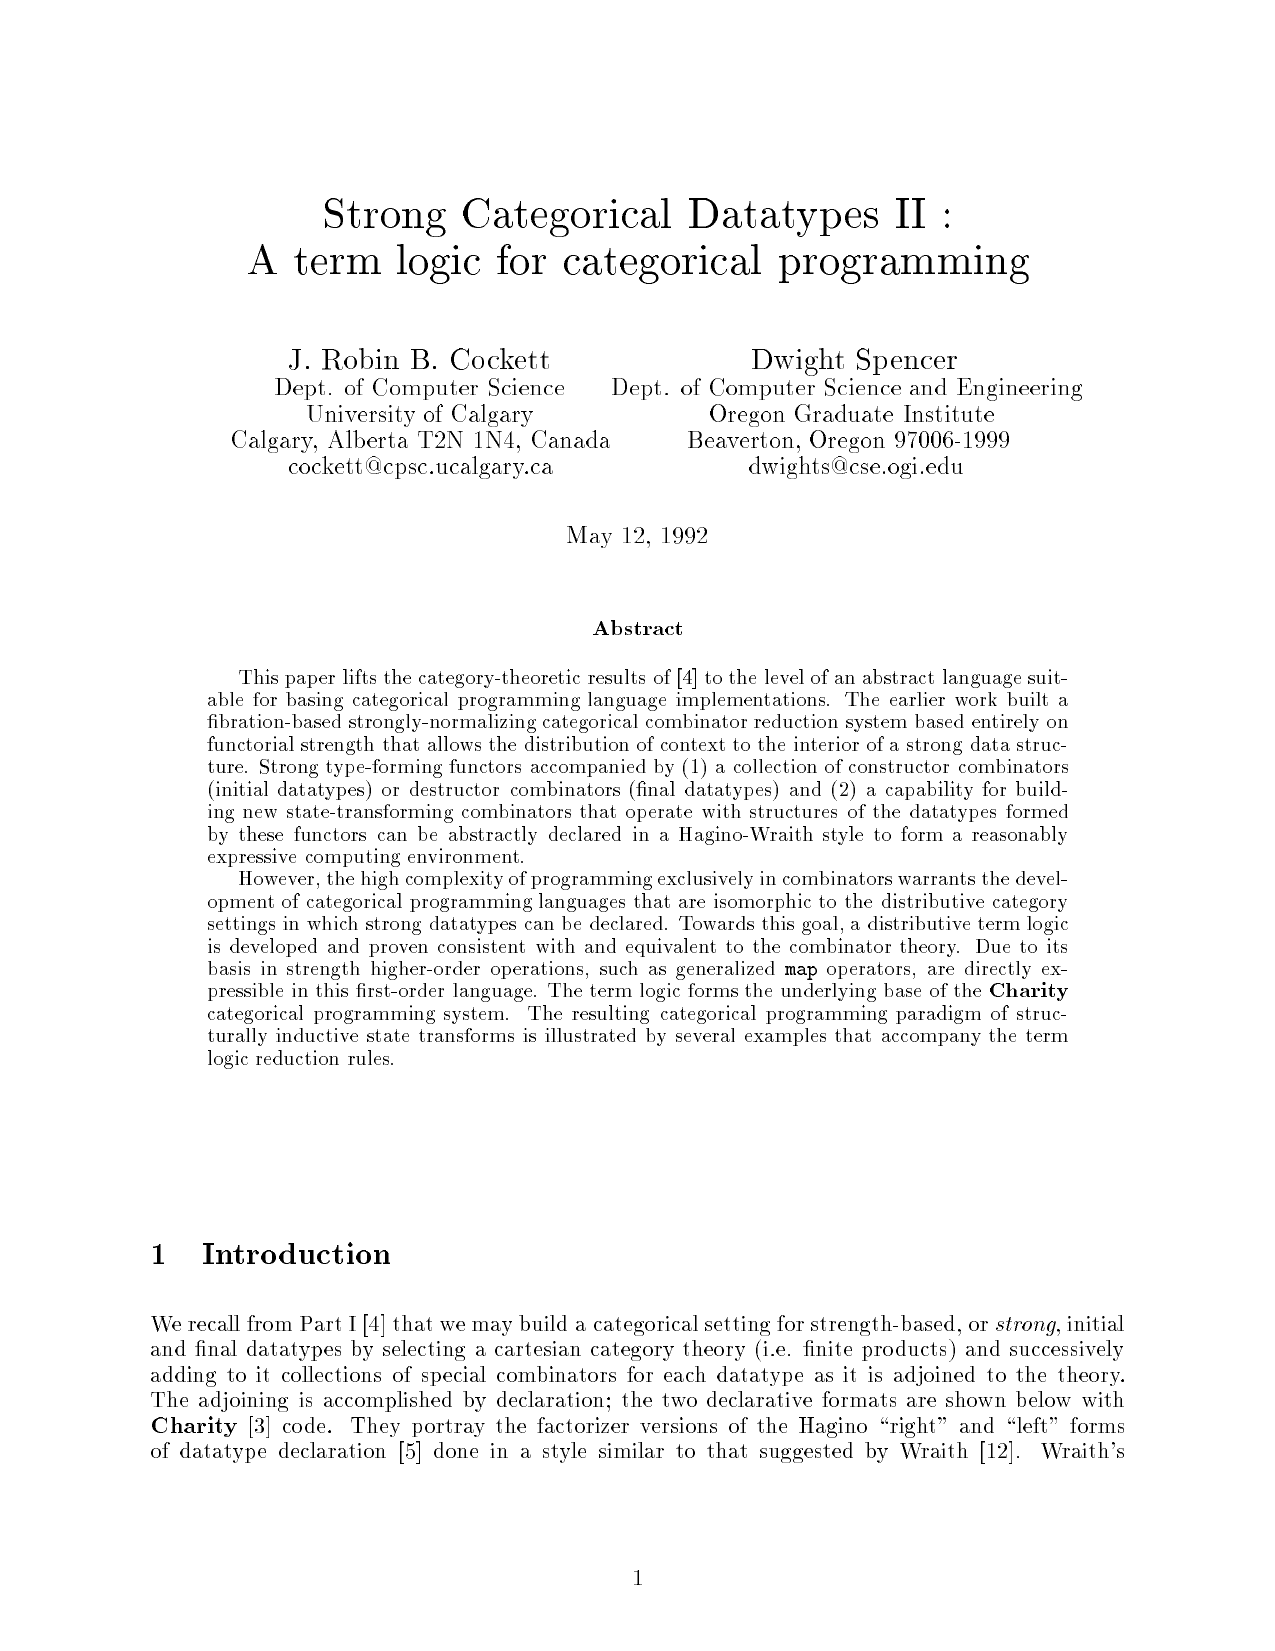 Strong Categorical Datatypes II :
A term logic for categorical programming
J. Robin B. Cockett
Dept. of Computer Science
University of Calgary
Calgary, Alberta T2N 1N4, Canada
cockett@cpsc.ucalgary.ca
Dwight Spencer
Dept. of Computer Science and Engineering
Oregon Graduate Institute
Beaverton, Oregon 97006-1999
dwights@cse.ogi.edu
May 12, 1992
Abstract
This paper lifts the category-theoretic results of [4] to the level of an abstract language suit-
able for basing categorical programming language implementations. The earlier work built a
fibration-based strongly-normalizing categorical combinator reduction system based entirely on
functorial strength that allows the distribution of context to the interior of a strong data struc-
ture. Strong type-forming functors accompanied by (1) a collection of constructor combinators
(initial datatypes) or destructor combinators (final datatypes) and (2) a capability for build-
ing new state-transforming combinators that operate with structures of the datatypes formed
by these functors can be abstractly declared in a Hagino-Wraith style to form a reasonably
expressive computing environment.
However, the high complexity of programming exclusively in combinators warrants the devel-
opment of categorical programming languages that are isomorphic to the distributive category
settings in which strong datatypes can be declared. Towards this goal, a distributive term logic
is developed and proven consistent with and equivalent to the combinator theory. Due to its
basis in strength higher-order operations, such as generalized map operators, are directly ex-
pressible in this first-order language. The term logic forms the underlying base of the Charity
categorical programming system. The resulting categorical programming paradigm of struc-
turally inductive state transforms is illustrated by several examples that accompany the term
logic reduction rules.
1 Introduction
We recall from Part I [4] that we may build a categorical setting for strength-based, or strong, initial
and final datatypes by selecting a cartesian category theory (i.e. finite products) and successively
adding to it collections of special combinators for each datatype as it is adjoined to the theory.
The adjoining is accomplished by declaration; the two declarative formats are shown below with
Charity [3] code. They portray the factorizer versions of the Hagino “right” and “left” forms
of datatype declaration [5] done in a style similar to that suggested by Wraith [12]. Wraith's
1